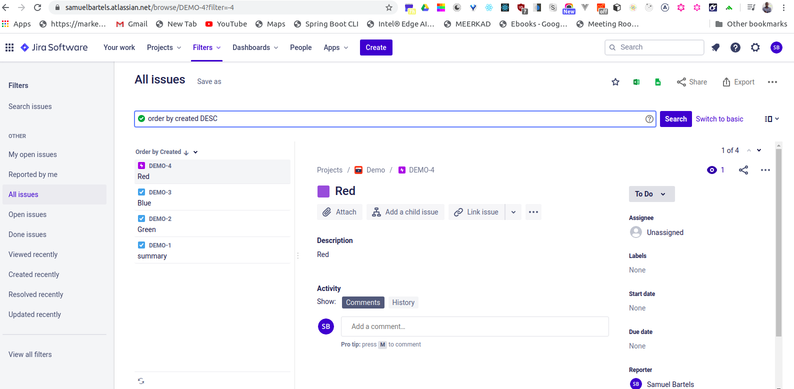 samuelbartels.atlassian.net/browse/DEMO-4?filter=-4
Apps https://marke... Gmail New Tab YouTube Maps Spring Boot CLI Intel® Edge AI... MEERKAD Ebooks - Goog... Meeting Roo... Other bookmarks
Jira Software Your work Projects Filters Dashboards People Apps Create Search SB
Filters
Search issues
OTHER
My open issues
Reported by me
All issues
Open issues
Done issues
Viewed recently
Created recently
Resolved recently
Updated recently
View all filters
All issues Save as
Share Export
order by created DESC
Search Switch to basic
Order by Created
DEMO-4
Red
DEMO-3
Blue
DEMO-2
Green
DEMO-1
summary
1 of 4
Projects / Demo / DEMO-4
1
Red
Attach Add a child issue Link issue
Description
Red
Activity
Show: Comments History
SB Add a comment...
Pro tip: press M to comment
To Do
Assignee
Unassigned
Labels
None
Start date
None
Due date
None
Reporter
SB Samuel Bartels